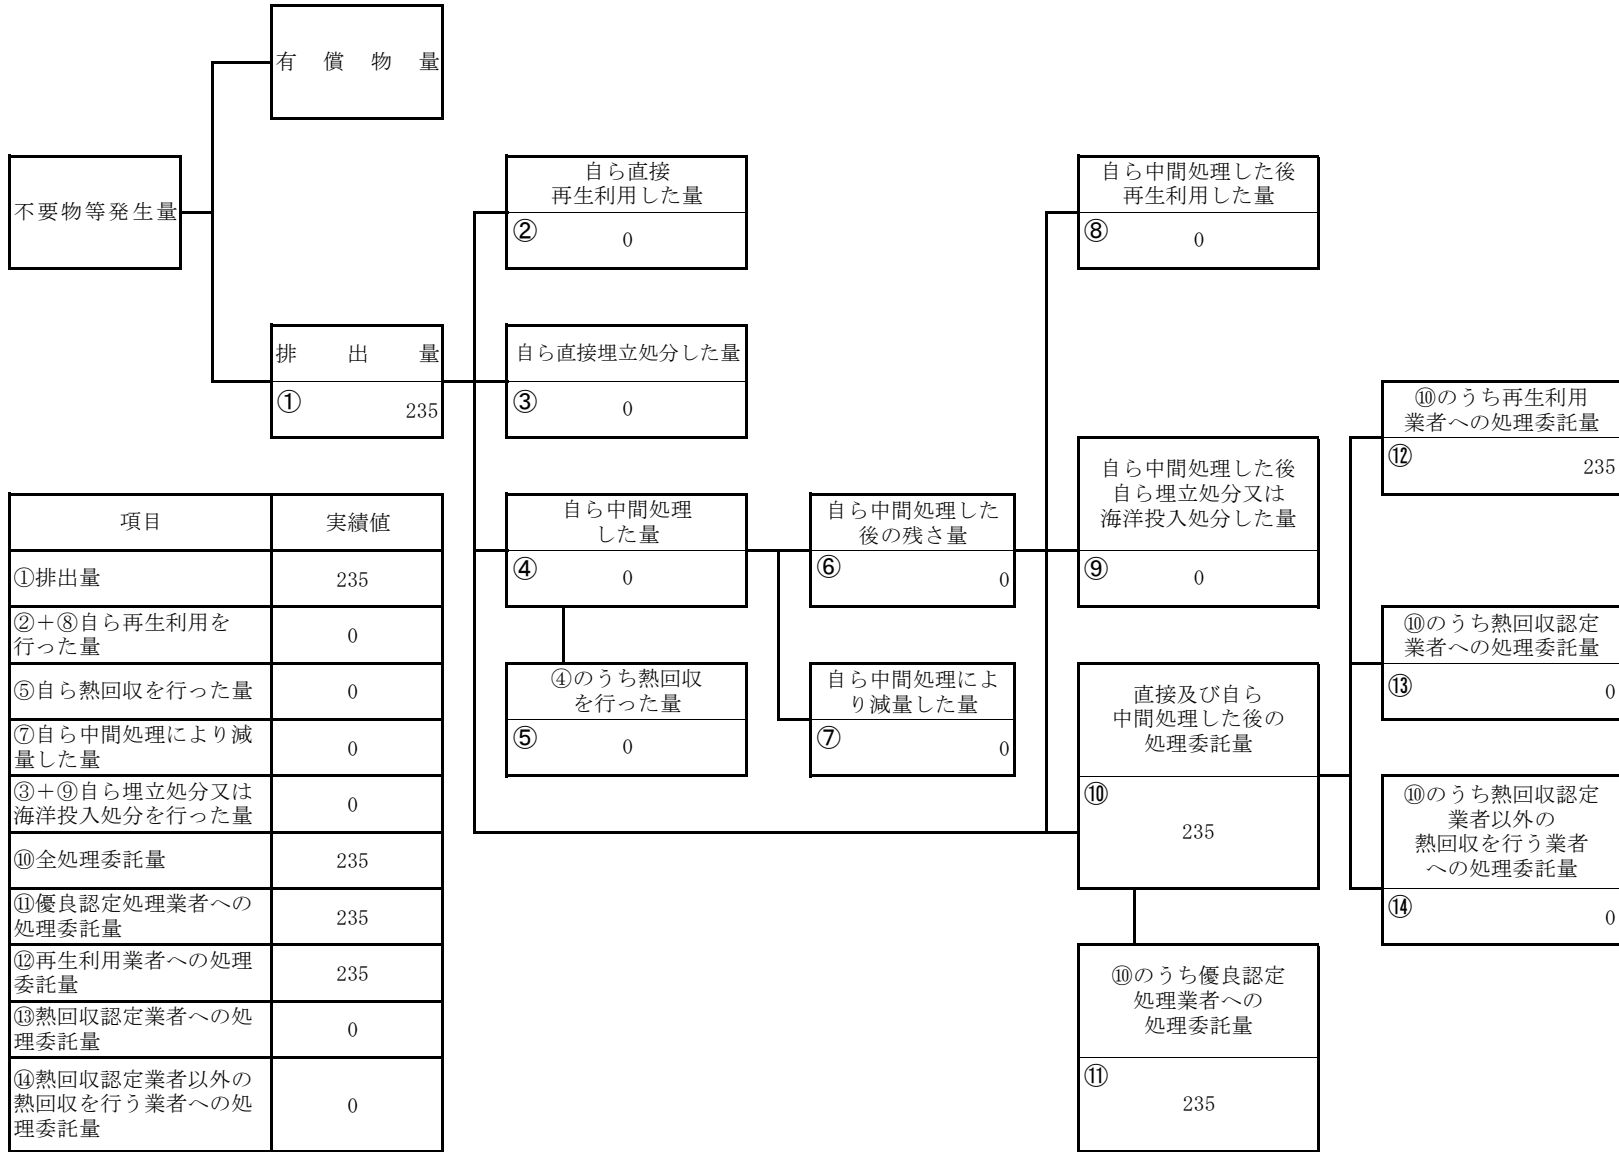 有償物量
不要物等発生量
排出量
① 235
自ら直接
再生利用した量
② 0
自ら直接埋立処分した量
③ 0
自ら中間処理
した量
④ 0
④のうち熱回収
を行った量
⑤ 0
自ら中間処理した
後の残さ量
⑥ 0
自ら中間処理によ
り減量した量
⑦ 0
自ら中間処理した後
再生利用した量
⑧ 0
自ら中間処理した後
自ら埋立処分又は
海洋投入処分した量
⑨ 0
直接及び自ら
中間処理した後の
処理委託量
⑩
235
⑩のうち優良認定
処理業者への
処理委託量
⑪
235
⑩のうち再生利用
業者への処理委託量
⑫ 235
⑩のうち熱回収認定
業者への処理委託量
⑬ 0
⑩のうち熱回収認定
業者以外の
熱回収を行う業者
への処理委託量
⑭ 0
項目 実績値
①排出量 235
②+⑧自ら再生利用を
行った量 0
⑤自ら熱回収を行った量 0
⑦自ら中間処理により減
量した量 0
③+⑨自ら埋立処分又は
海洋投入処分を行った量 0
⑩全処理委託量 235
⑪優良認定処理業者への
処理委託量 235
⑫再生利用業者への処理
委託量 235
⑬熱回収認定業者への処
理委託量 0
⑭熱回収認定業者以外の
熱回収を行う業者への処
理委託量 0